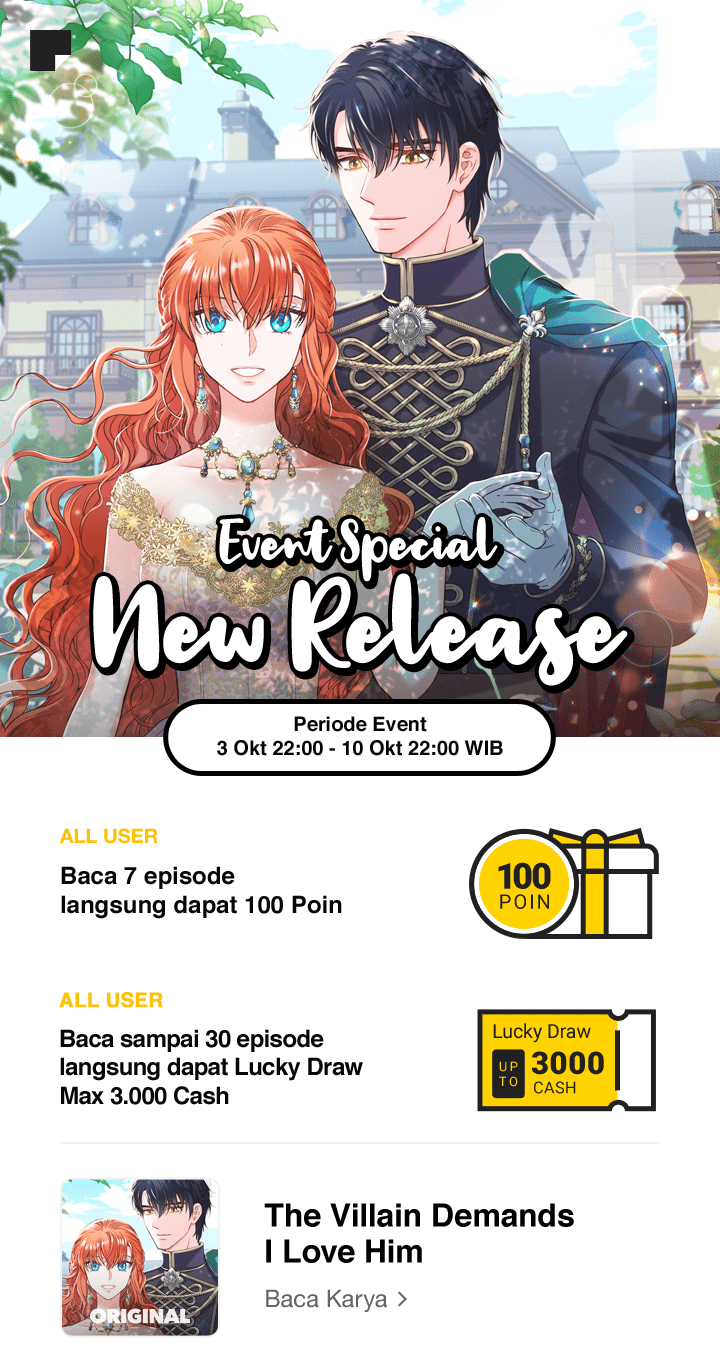 Event Special
New Release
Periode Event
3 Okt 22:00 - 10 Okt 22:00 WIB
ALL USER
Baca 7 episode
langsung dapat 100 Poin
100
POIN
ALL USER
Baca sampai 30 episode
langsung dapat Lucky Draw
Max 3.000 Cash
Lucky Draw
UP
TO
3000
CASH
ORIGINAL
The Villain Demands
I Love Him
Baca Karya >